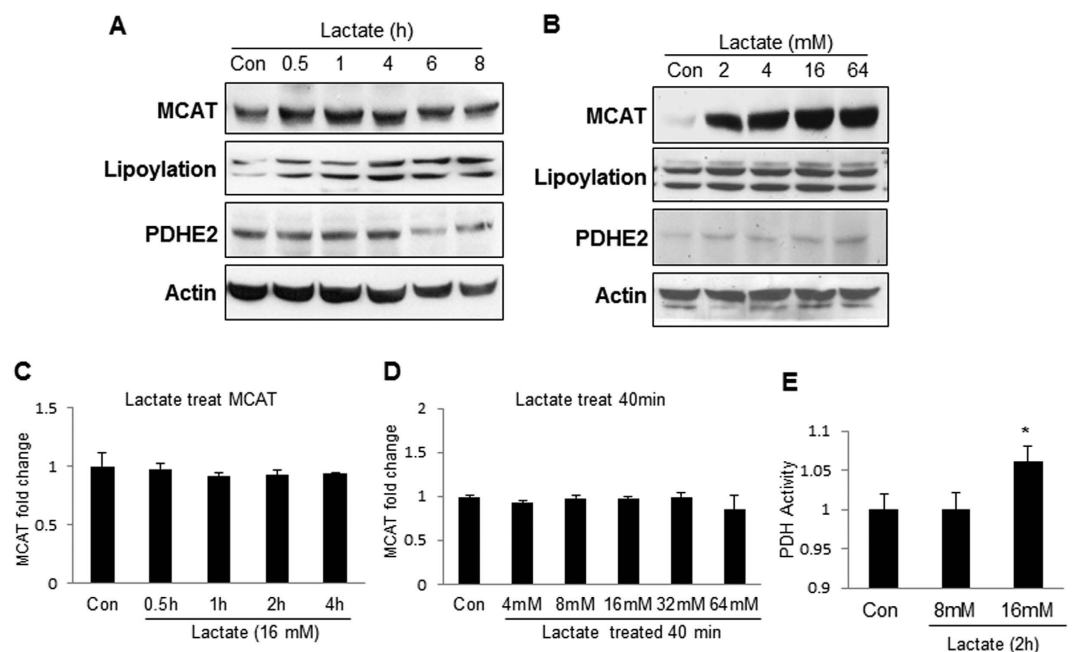 A
Lactate (h)
Con 0.5 1 4 6 8
MCAT
Lipoylation
PDHE2
Actin
B
Lactate (mM)
Con 2 4 16 64
MCAT
Lipoylation
PDHE2
Actin
C
Lactate treat MCAT
MCAT fold change
1.5
1
0.5
0
Con 0.5h 1h 2h 4h
Lactate (16 mM)
D
Lactate treat 40min
MCAT fold change
2
1.5
1
0.5
0
Con 4mM 8mM 16mM 32mM 64mM
Lactate treated 40 min
E
PDH Activity
1.1
1.05
1
0.95
0.9
*
Con 8mM 16mM
Lactate (2h)